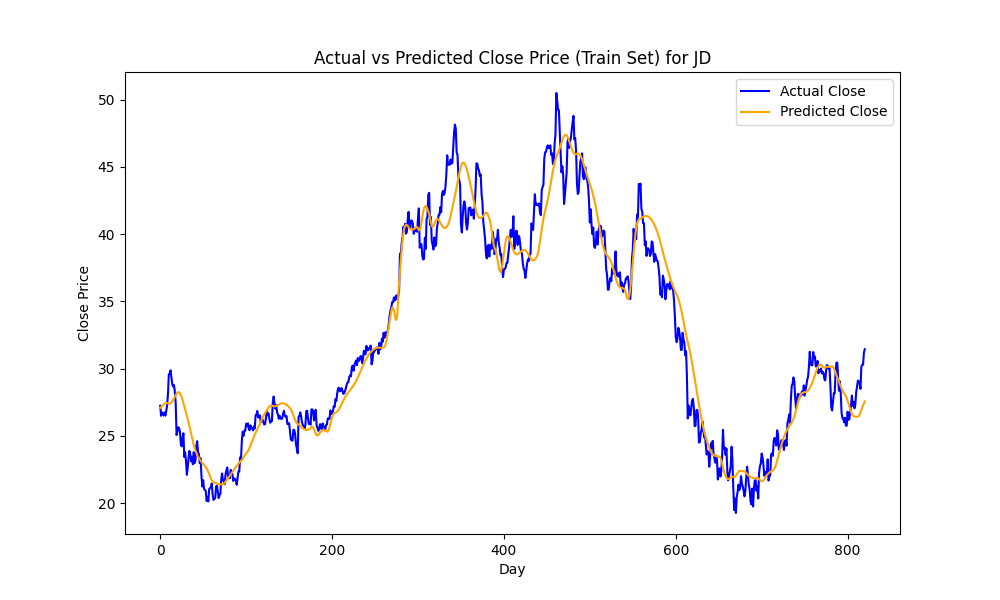 Actual vs Predicted Close Price (Train Set) for JD
Actual Close
Predicted Close
50
45
40
35
30
25
20
Close Price
0 200 400 600 800
Day